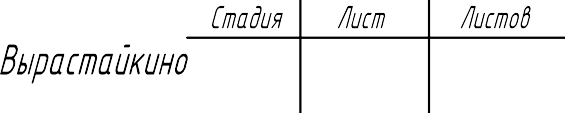 Стадия Лист Листов
Вырастайкино